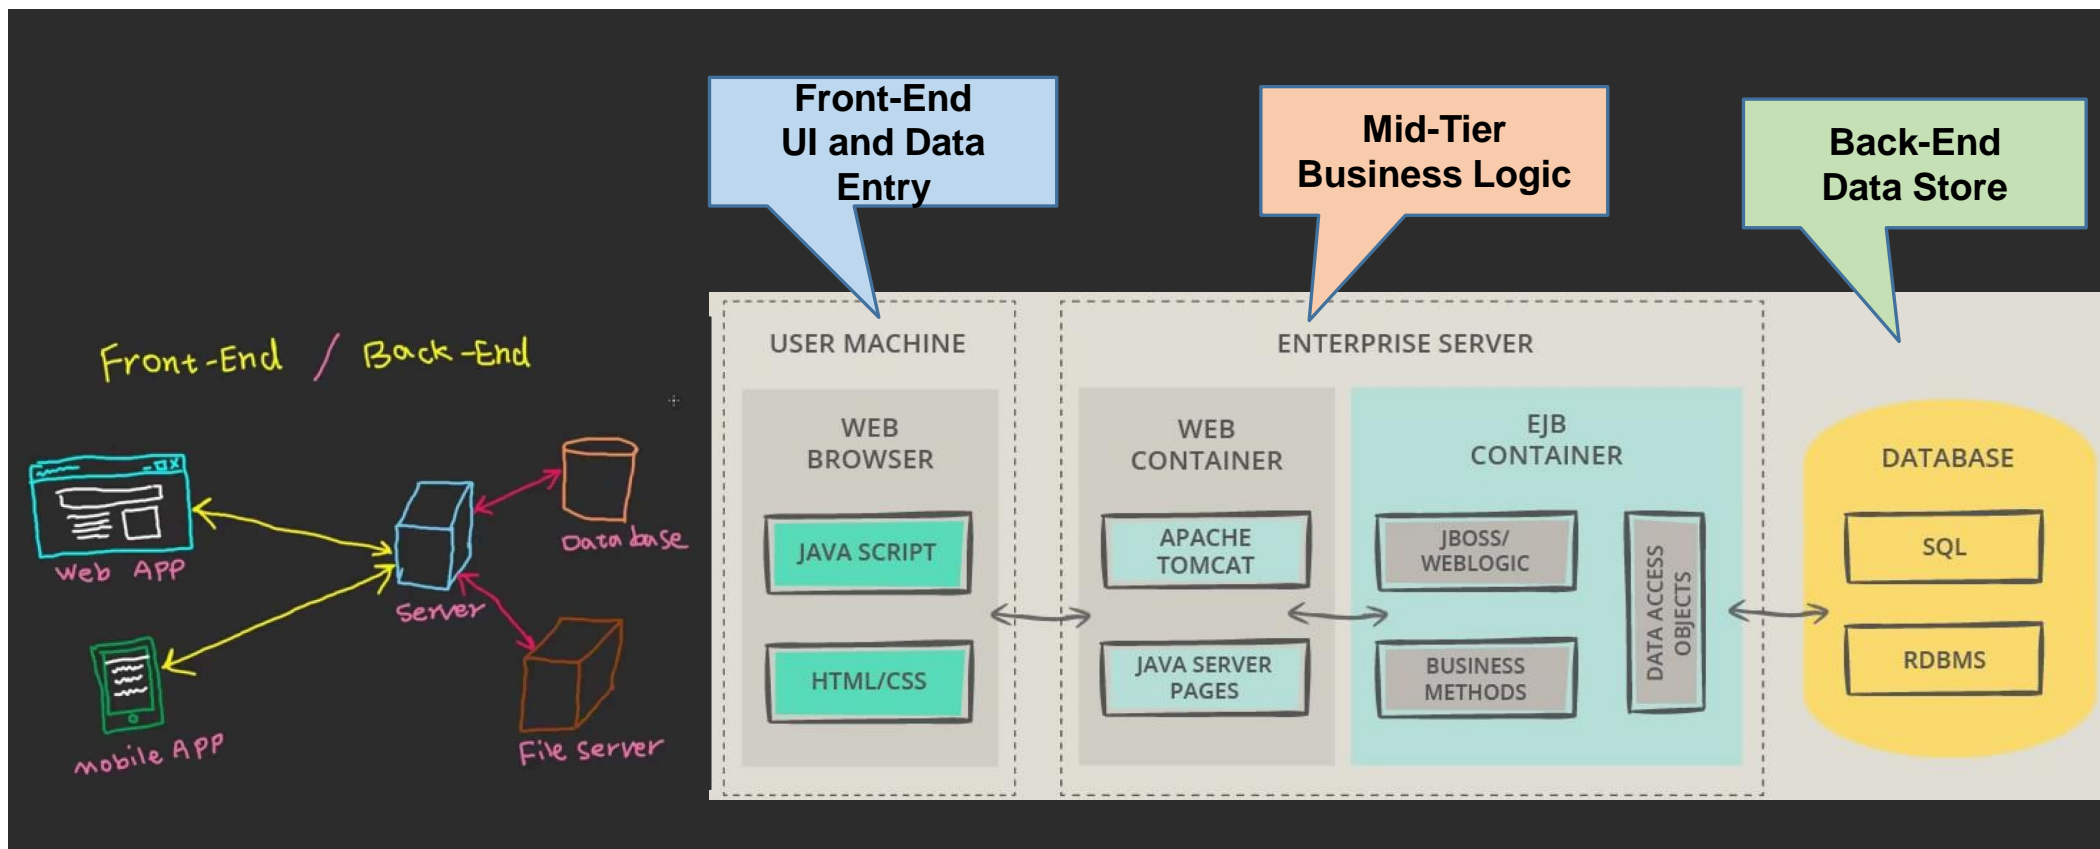 Front-End
UI and Data
Entry
Mid-Tier
Business Logic
Back-End
Data Store
Front-End / Back-End
Web APP
mobile APP
Server
Database
File server
USER MACHINE
WEB
BROWSER
JAVA SCRIPT
HTML/CSS
ENTERPRISE SERVER
WEB
CONTAINER
APACHE
TOMCAT
JAVA SERVER
PAGES
EJB
CONTAINER
JBOSS/
WEBLOGIC
BUSINESS
METHODS
DATA ACCESS
OBJECTS
DATABASE
SQL
RDBMS